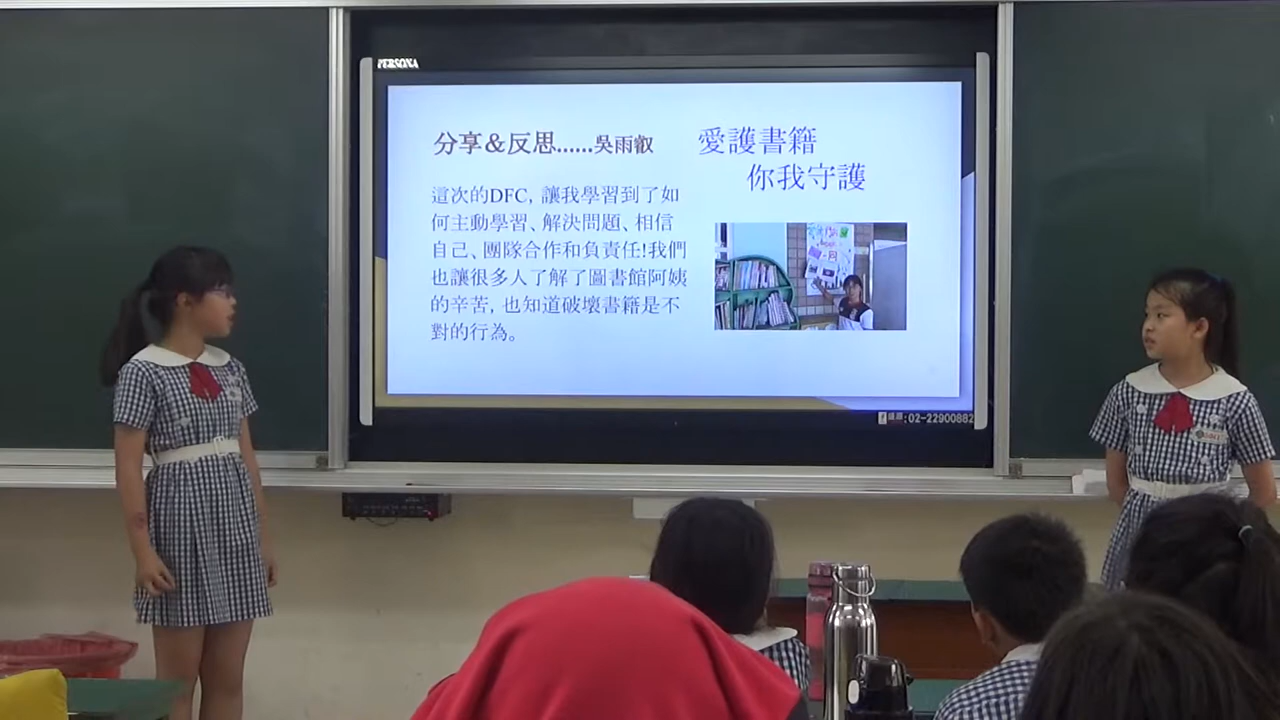 PERSONA
分享&反思......吳雨叡
愛護書籍
你我守護
這次的DFC, 讓我學習到了如
何主動學習、解決問題、相信
自己、團隊合作和負責任!我們
也讓很多人了解了圖書館阿姨
的辛苦, 也知道破壞書籍是不
對的行為。
:02-22900882